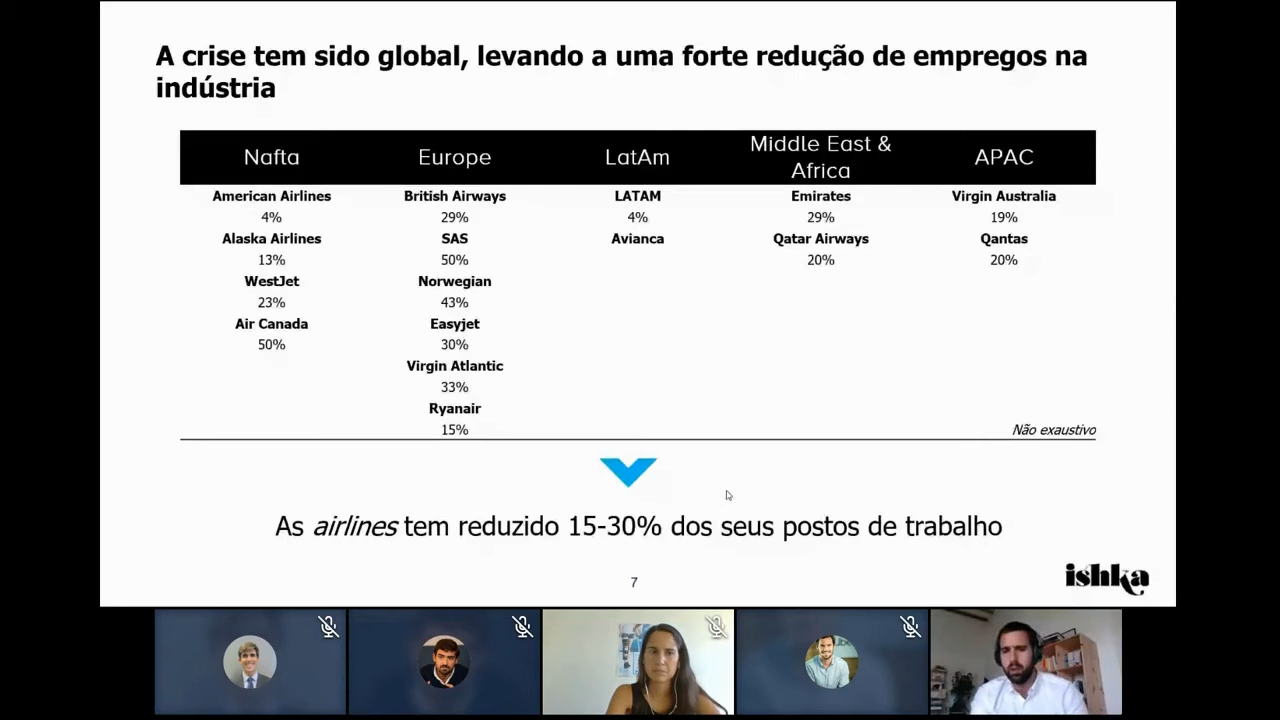 A crise tem sido global, levando a uma forte redução de empregos na
indústria
Nafta
Europe
LatAm
Middle East &
Africa
APAC
American Airlines
4%
Alaska Airlines
13%
WestJet
23%
Air Canada
50%
British Airways
29%
SAS
50%
Norwegian
43%
Easyjet
30%
Virgin Atlantic
33%
Ryanair
15%
LATAM
4%
Avianca
Emirates
29%
Qatar Airways
20%
Virgin Australia
19%
Qantas
20%
Não exaustivo
As airlines tem reduzido 15-30% dos seus postos de trabalho
7
ishka